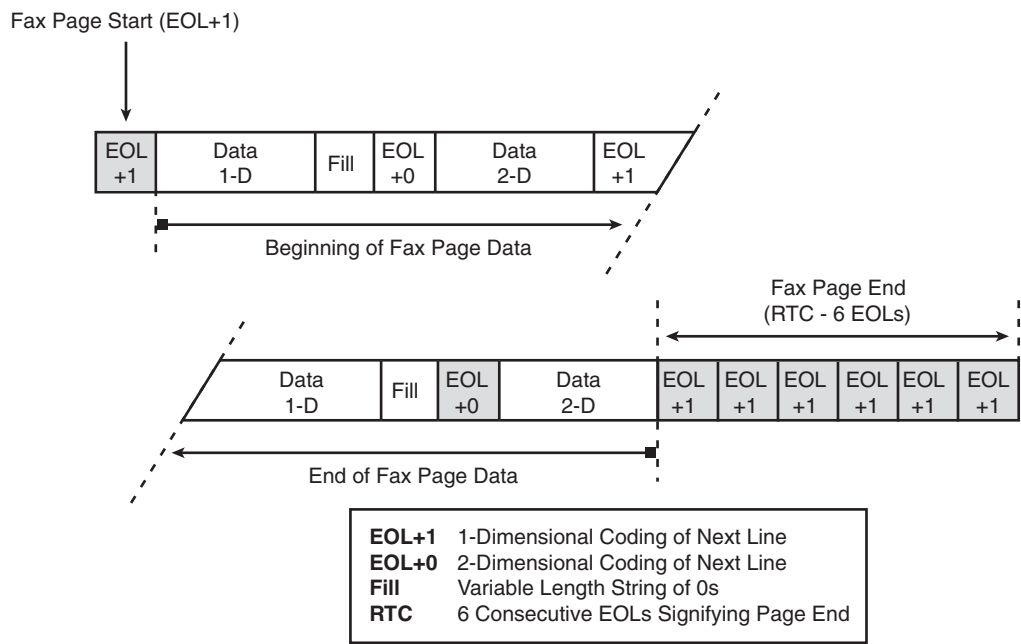 Fax Page Start (EOL+1)
EOL +1
Data 1-D
Fill
EOL +0
Data 2-D
EOL +1
Beginning of Fax Page Data
Fax Page End
(RTC - 6 EOLs)
Data 1-D
Fill
EOL +0
Data 2-D
EOL +1
EOL +1
EOL +1
EOL +1
EOL +1
EOL +1
End of Fax Page Data
EOL+1 1-Dimensional Coding of Next Line
EOL+0 2-Dimensional Coding of Next Line
Fill Variable Length String of 0s
RTC 6 Consecutive EOLs Signifying Page End